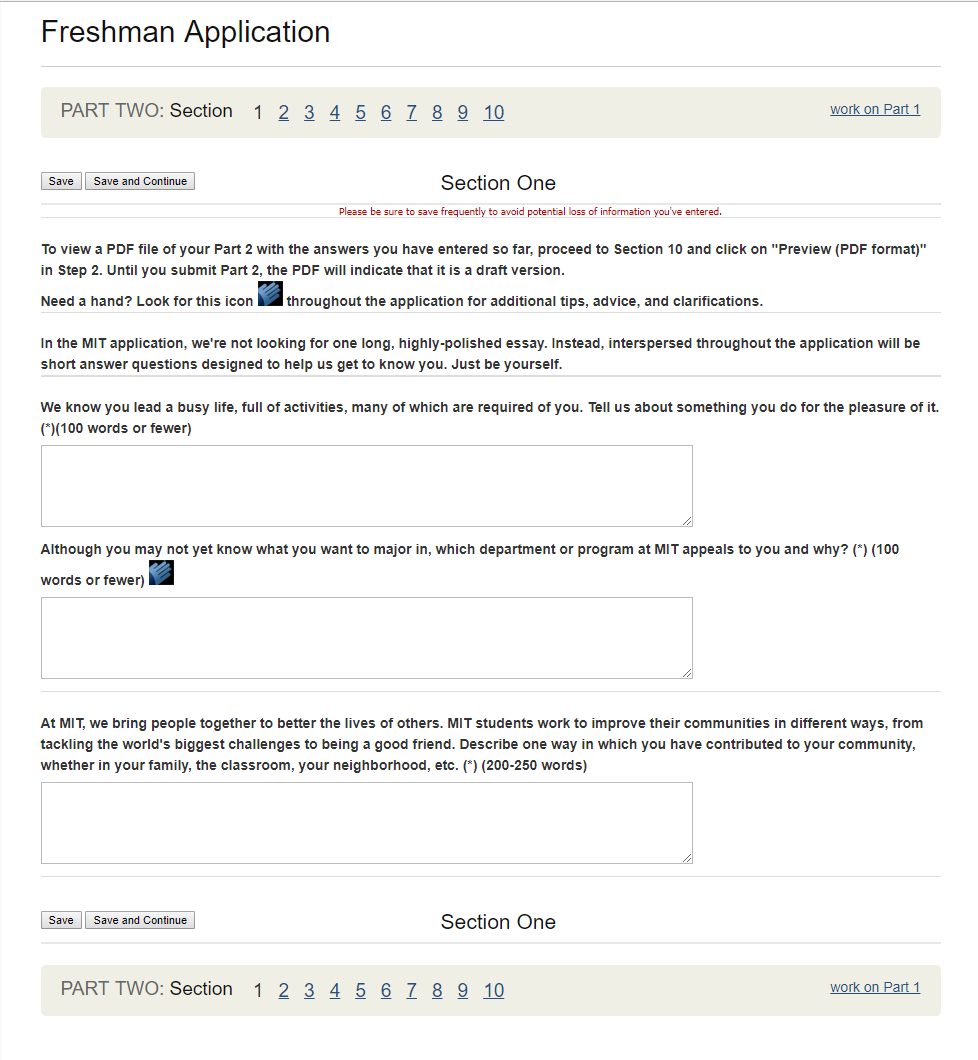 Freshman Application
PART TWO: Section 1 2 3 4 5 6 7 8 9 10 work on Part 1
Save Save and Continue Section One
Please be sure to save frequently to avoid potential loss of information you've entered.
To view a PDF file of your Part 2 with the answers you have entered so far, proceed to Section 10 and click on "Preview (PDF format)"
in Step 2. Until you submit Part 2, the PDF will indicate that it is a draft version.
Need a hand? Look for this icon throughout the application for additional tips, advice, and clarifications.
In the MIT application, we're not looking for one long, highly-polished essay. Instead, interspersed throughout the application will be
short answer questions designed to help us get to know you. Just be yourself.
We know you lead a busy life, full of activities, many of which are required of you. Tell us about something you do for the pleasure of it.
(*)(100 words or fewer)
Although you may not yet know what you want to major in, which department or program at MIT appeals to you and why? (*) (100
words or fewer)
At MIT, we bring people together to better the lives of others. MIT students work to improve their communities in different ways, from
tackling the world's biggest challenges to being a good friend. Describe one way in which you have contributed to your community,
whether in your family, the classroom, your neighborhood, etc. (*) (200-250 words)
Save Save and Continue Section One
PART TWO: Section 1 2 3 4 5 6 7 8 9 10 work on Part 1